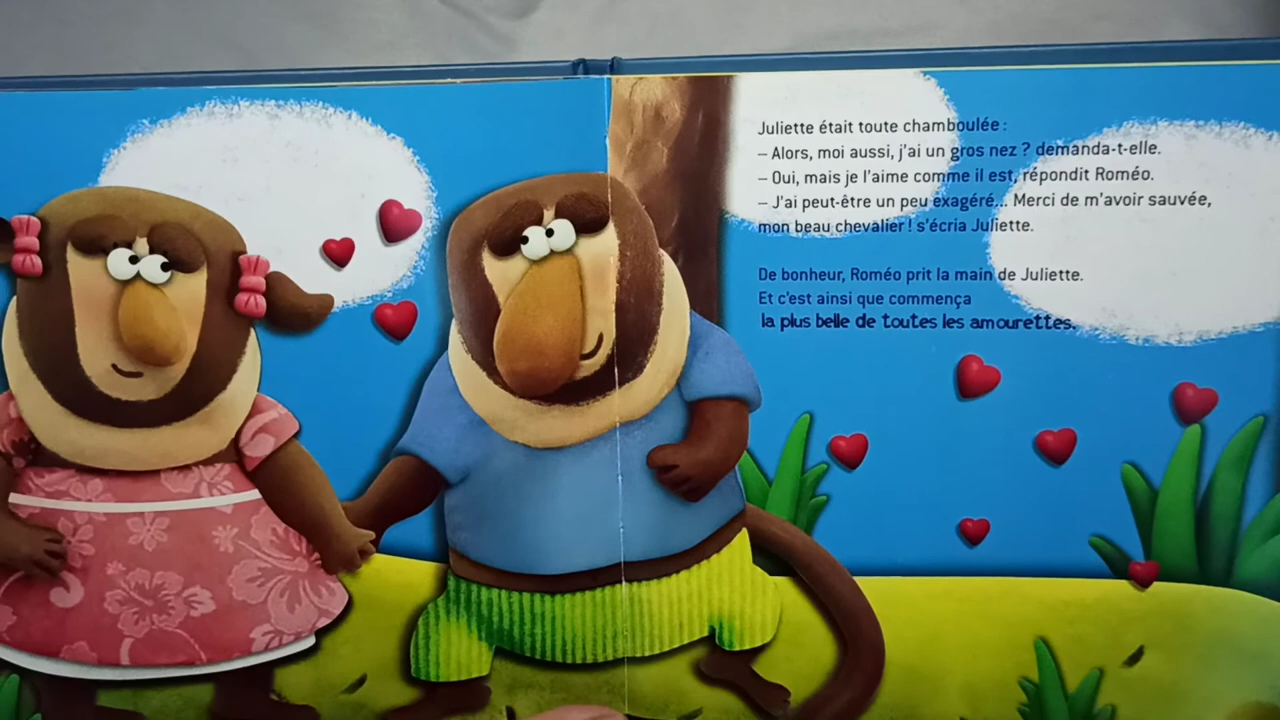 Juliette était toute chamboulée :
– Alors, moi aussi, j'ai un gros nez ? demanda-t-elle.
– Oui, mais je l'aime comme il est, répondit Roméo.
– J'ai peut-être un peu exagéré... Merci de m'avoir sauvée,
mon beau chevalier ! s'écria Juliette.
De bonheur, Roméo prit la main de Juliette.
Et c'est ainsi que commença
la plus belle de toutes les amourettes.